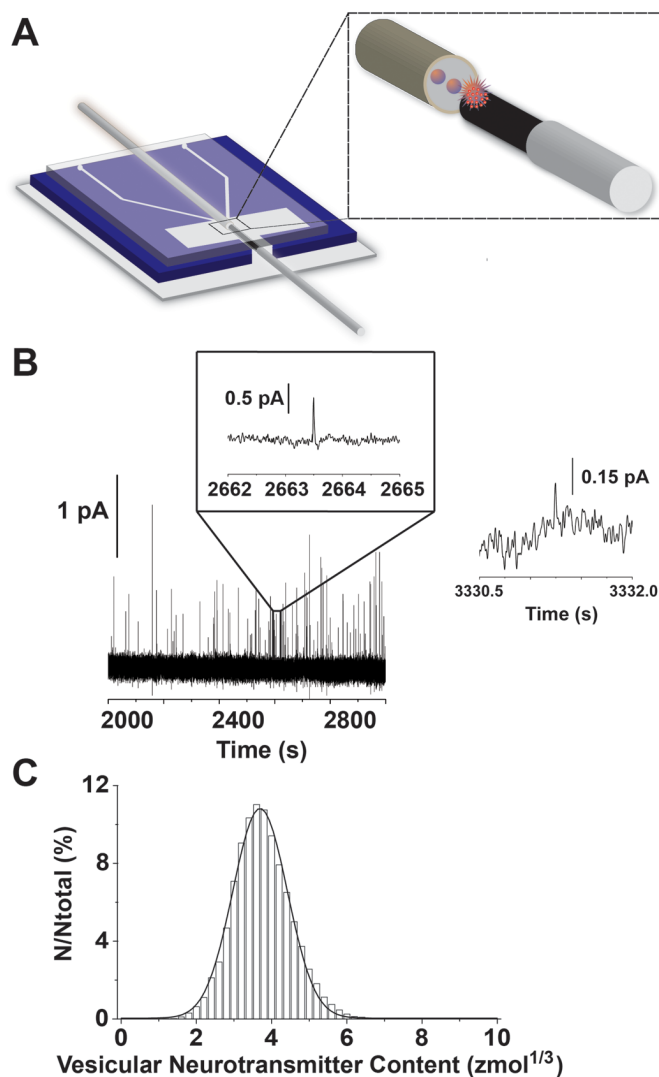 A
B
0.5 pA
2662 2663 2664 2665
1 pA
0.15 pA
3330.5 3332.0
Time (s)
2000 2400 2800
Time (s)
C
N/Ntotal (%)
12
8
4
0
0 2 4 6 8 10
Vesicular Neurotransmitter Content (zmol1/3)